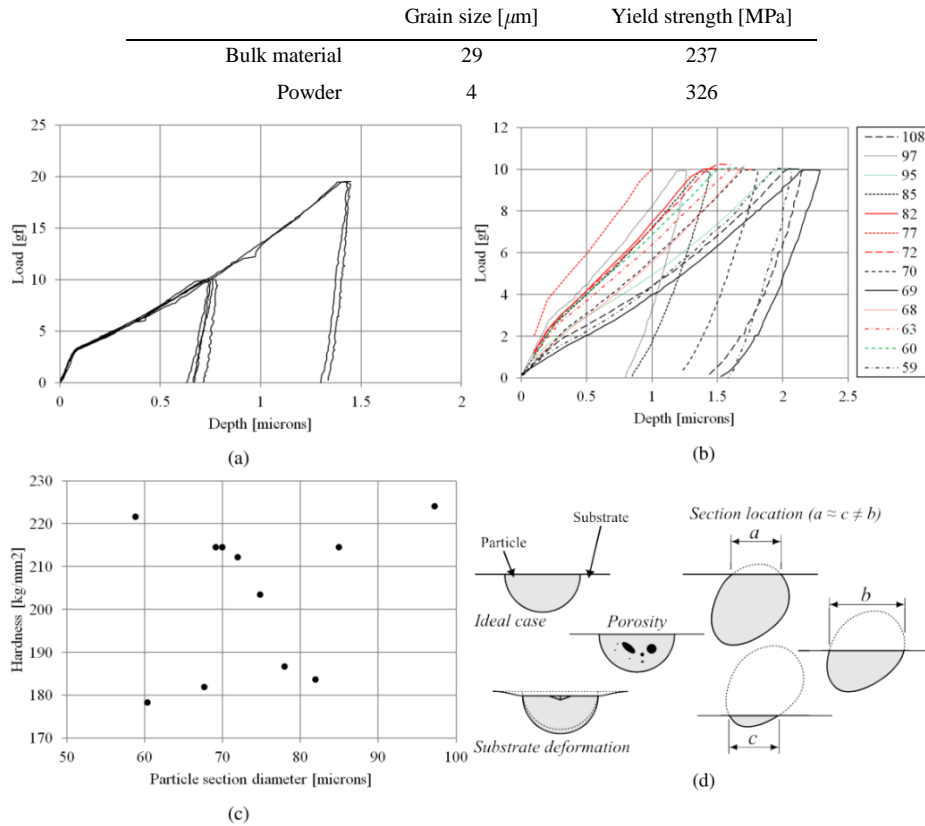 Grain size [μm] Yield strength [MPa]
Bulk material 29 237
Powder 4 326
25
20
15
10
5
0
Load [gf]
0 0.5 1 1.5 2
Depth [microns]
(a)
12
10
8
6
4
2
0
Load [gf]
0 0.5 1 1.5 2 2.5
Depth [microns]
108
97
95
85
82
77
72
70
69
68
63
60
59
(b)
230
220
210
200
190
180
170
Hardness [kg/mm2]
50 60 70 80 90 100
Particle section diameter [microns]
(c)
Particle
Substrate
Ideal case
Porosity
Substrate deformation
Section location (a ≈ c ≠ b)
a
b
c
(d)